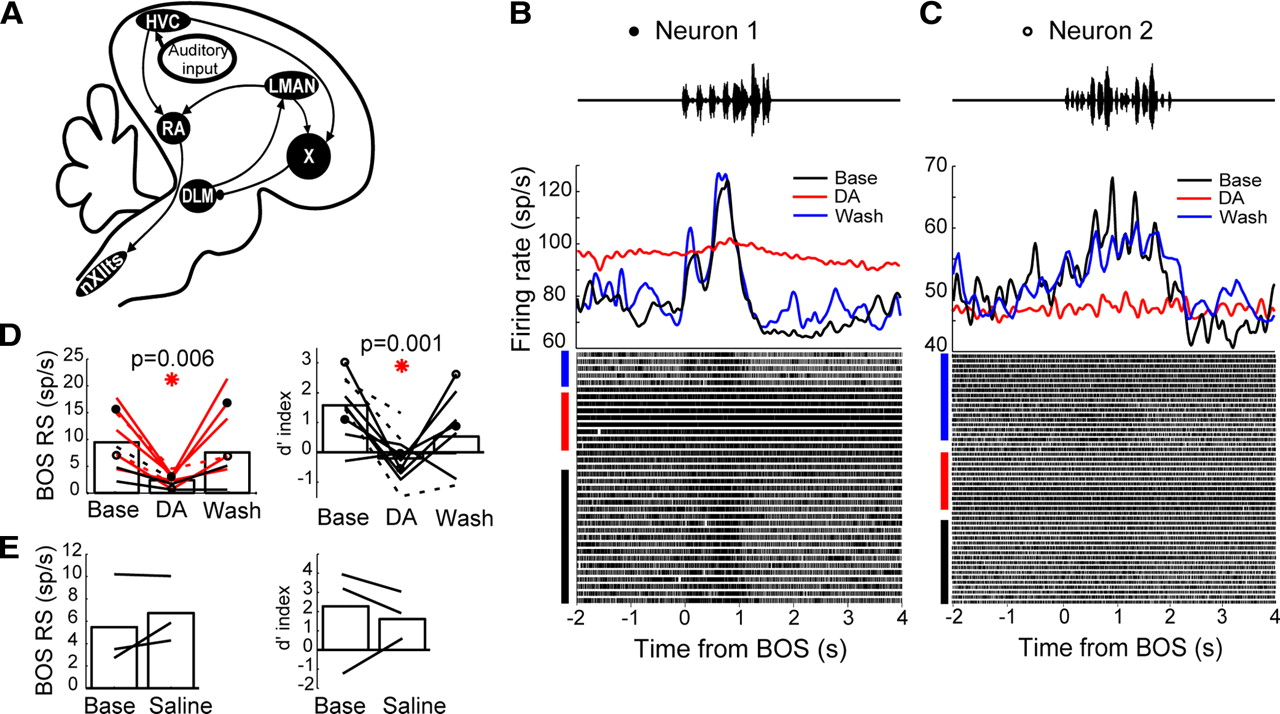 A
HVC
Auditory
input
LMAN
RA
X
DLM
nXIIts
B
Neuron 1
Firing rate (sp/s)
120
100
80
60
Base
DA
Wash
-2 -1 0 1 2 3 4
Time from BOS (s)
C
Neuron 2
70
60
50
40
Base
DA
Wash
-2 -1 0 1 2 3 4
Time from BOS (s)
D
BOS RS (sp/s)
25
20
15
10
5
0
p=0.006
*
Base DA Wash
d' index
3
2
1
0
-1
p=0.001
*
Base DA Wash
E
BOS RS (sp/s)
12
10
8
6
4
2
0
Base Saline
d' index
4
3
2
1
0
-1
-2
Base Saline